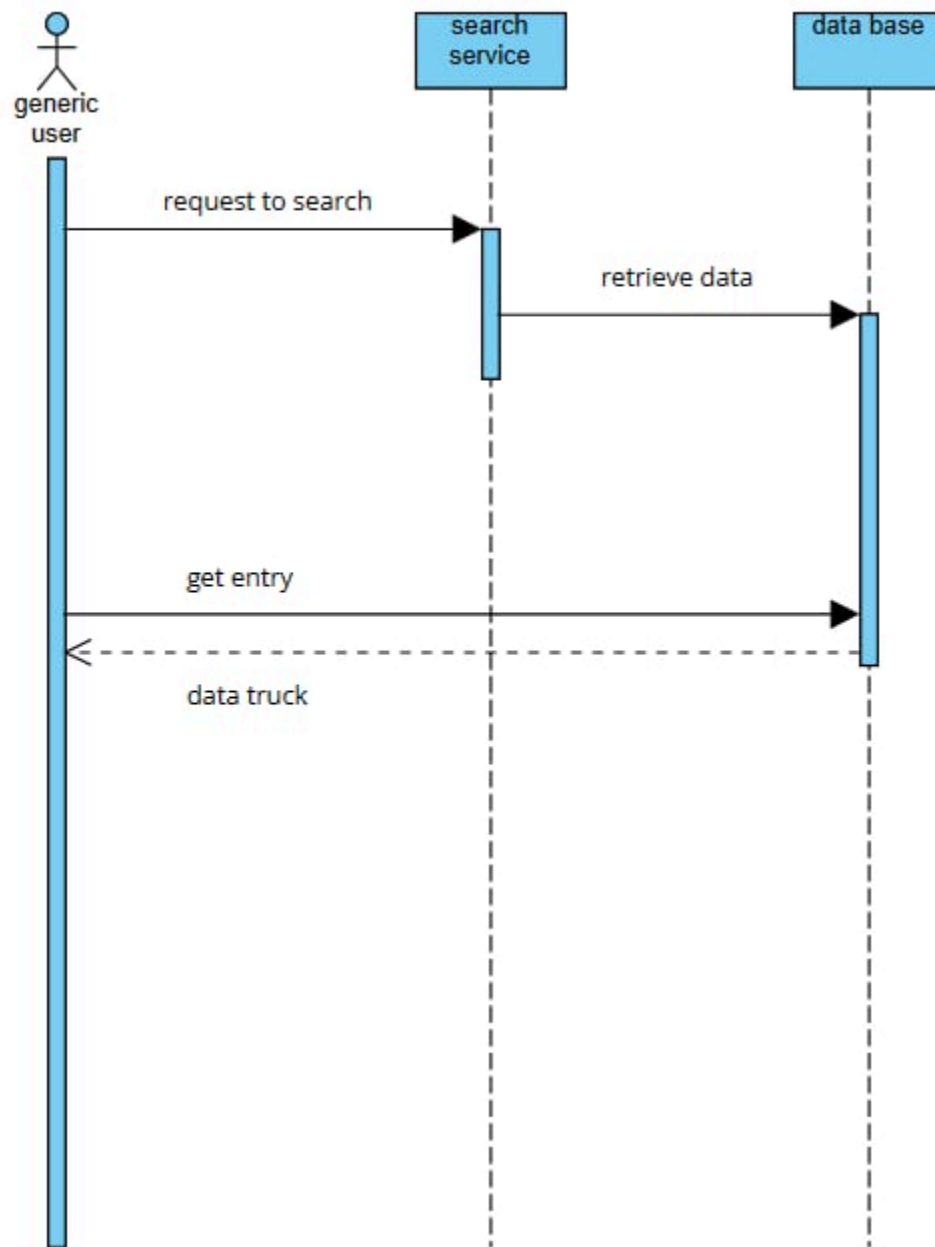 generic
user
search
service
data base
request to search
retrieve data
get entry
data truck